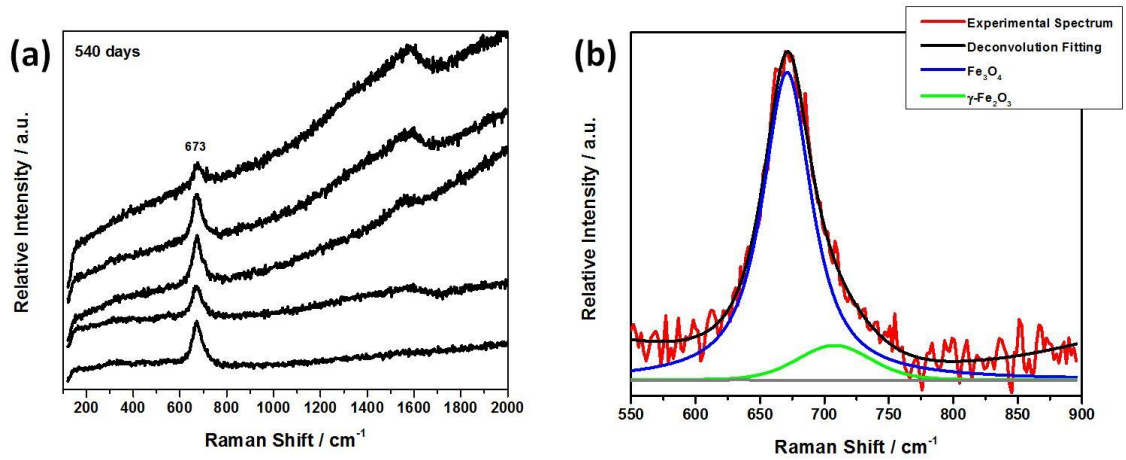 (a)
540 days
673
Relative Intensity / a.u.
200 400 600 800 1000 1200 1400 1600 1800 2000
Raman Shift / cm⁻¹
(b)
Experimental Spectrum
Deconvolution Fitting
Fe₃O₄
γ-Fe₂O₃
Relative Intensity / a.u.
550 600 650 700 750 800 850 900
Raman Shift / cm⁻¹